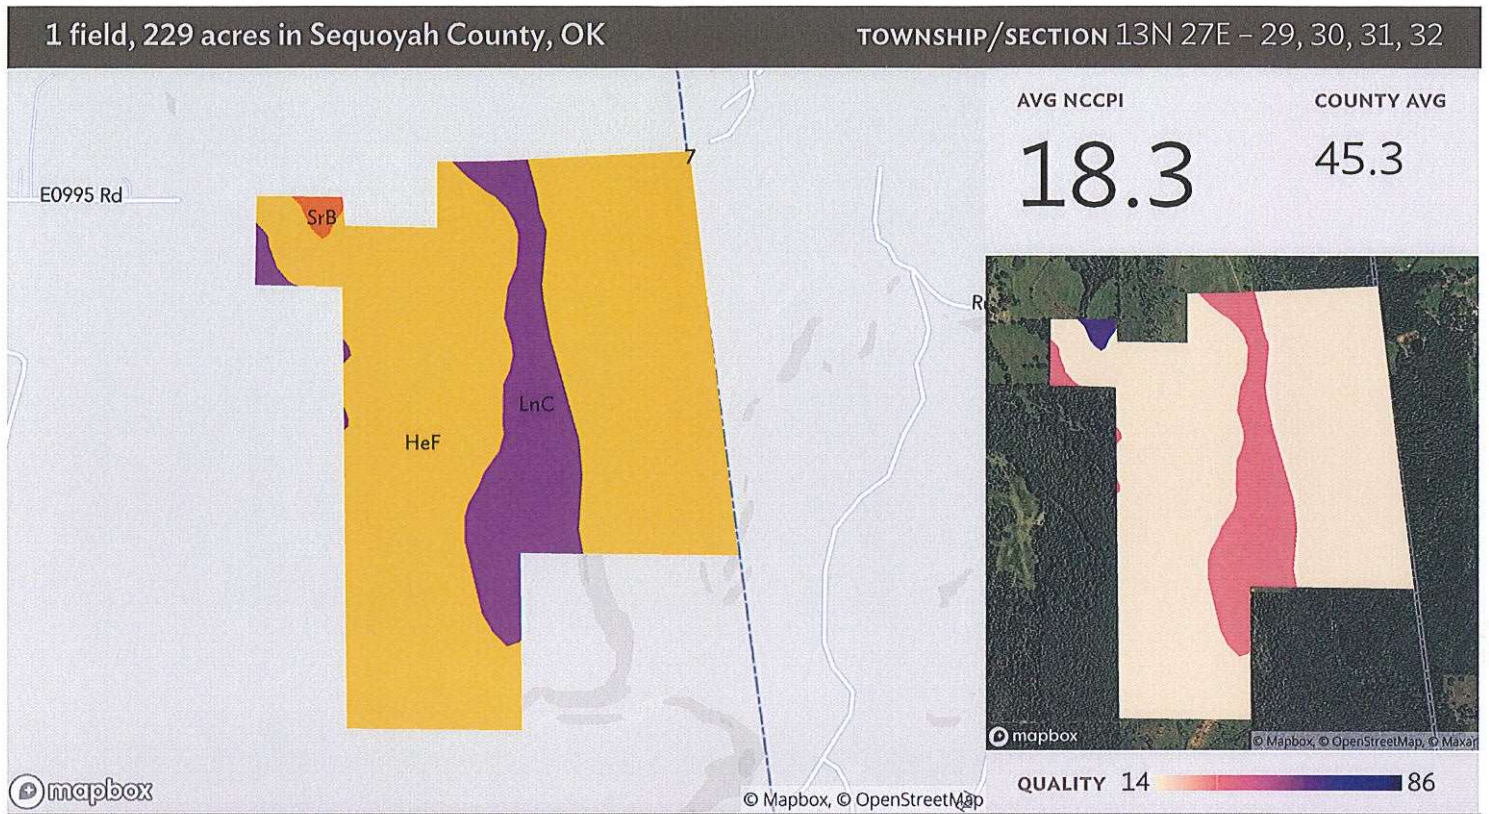 1 field, 229 acres in Sequoyah County, OK
TOWNSHIP/SECTION 13N 27E – 29, 30, 31, 32
AVG NCCPI
COUNTY AVG
18.3
45.3
7
E0995 Rd
SrB
LnC
HeF
mapbox
© Mapbox, © OpenStreetMap
mapbox
© Mapbox, © OpenStreetMap, © Maxar
QUALITY 14
86